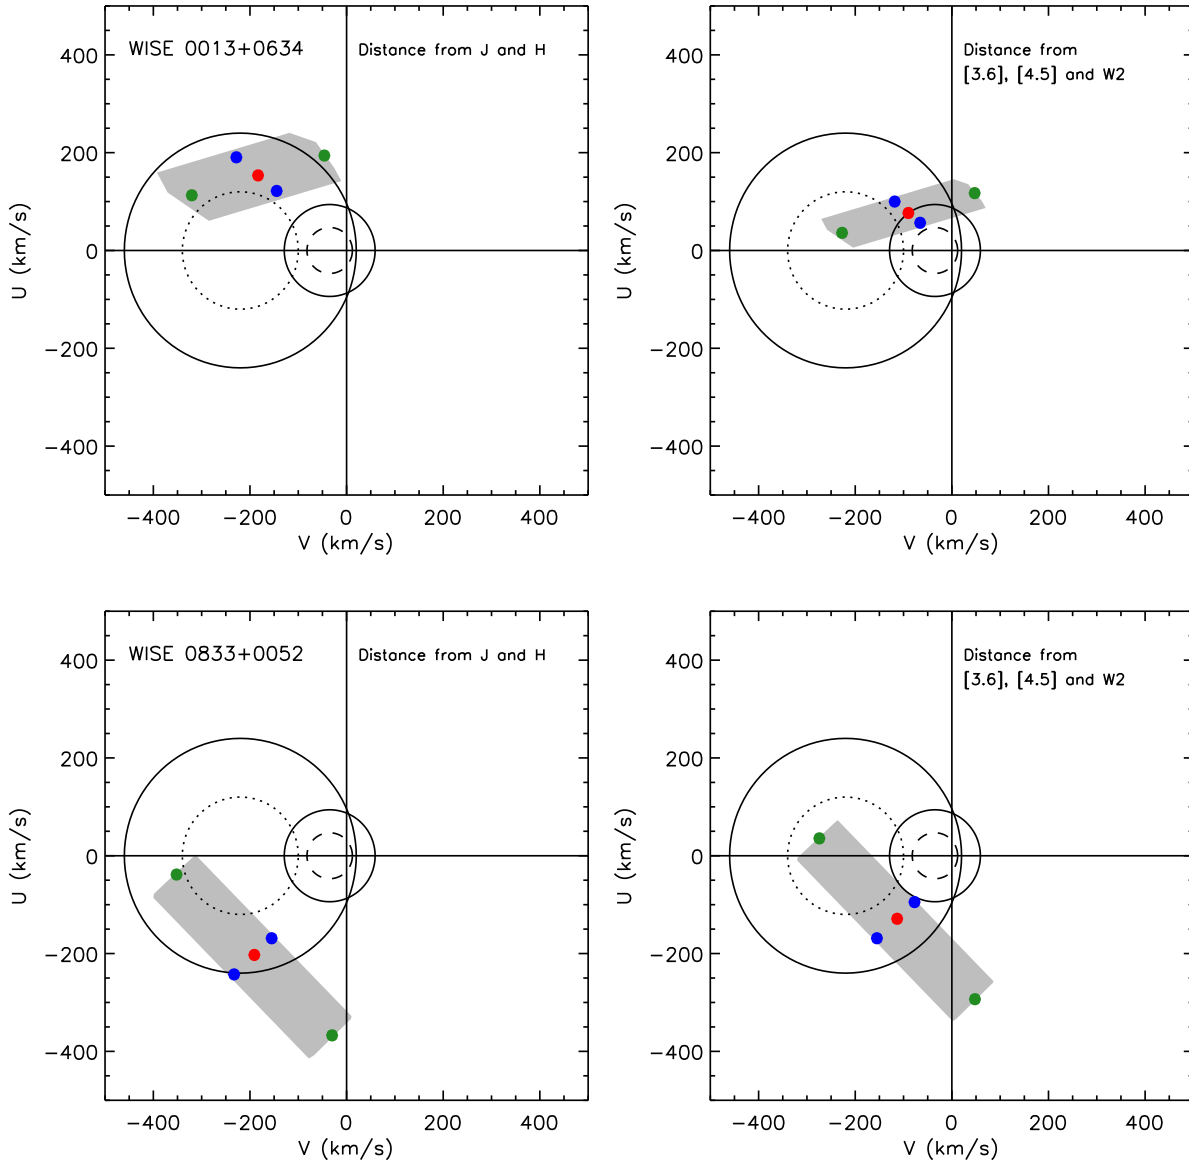 WISE 0013+0634
Distance from J and H
400
200
0
−200
−400
U (km/s)
−400 −200 0 200 400
V (km/s)
Distance from
[3.6], [4.5] and W2
400
200
0
−200
−400
U (km/s)
−400 −200 0 200 400
V (km/s)
WISE 0833+0052
Distance from J and H
400
200
0
−200
−400
U (km/s)
−400 −200 0 200 400
V (km/s)
Distance from
[3.6], [4.5] and W2
400
200
0
−200
−400
U (km/s)
−400 −200 0 200 400
V (km/s)